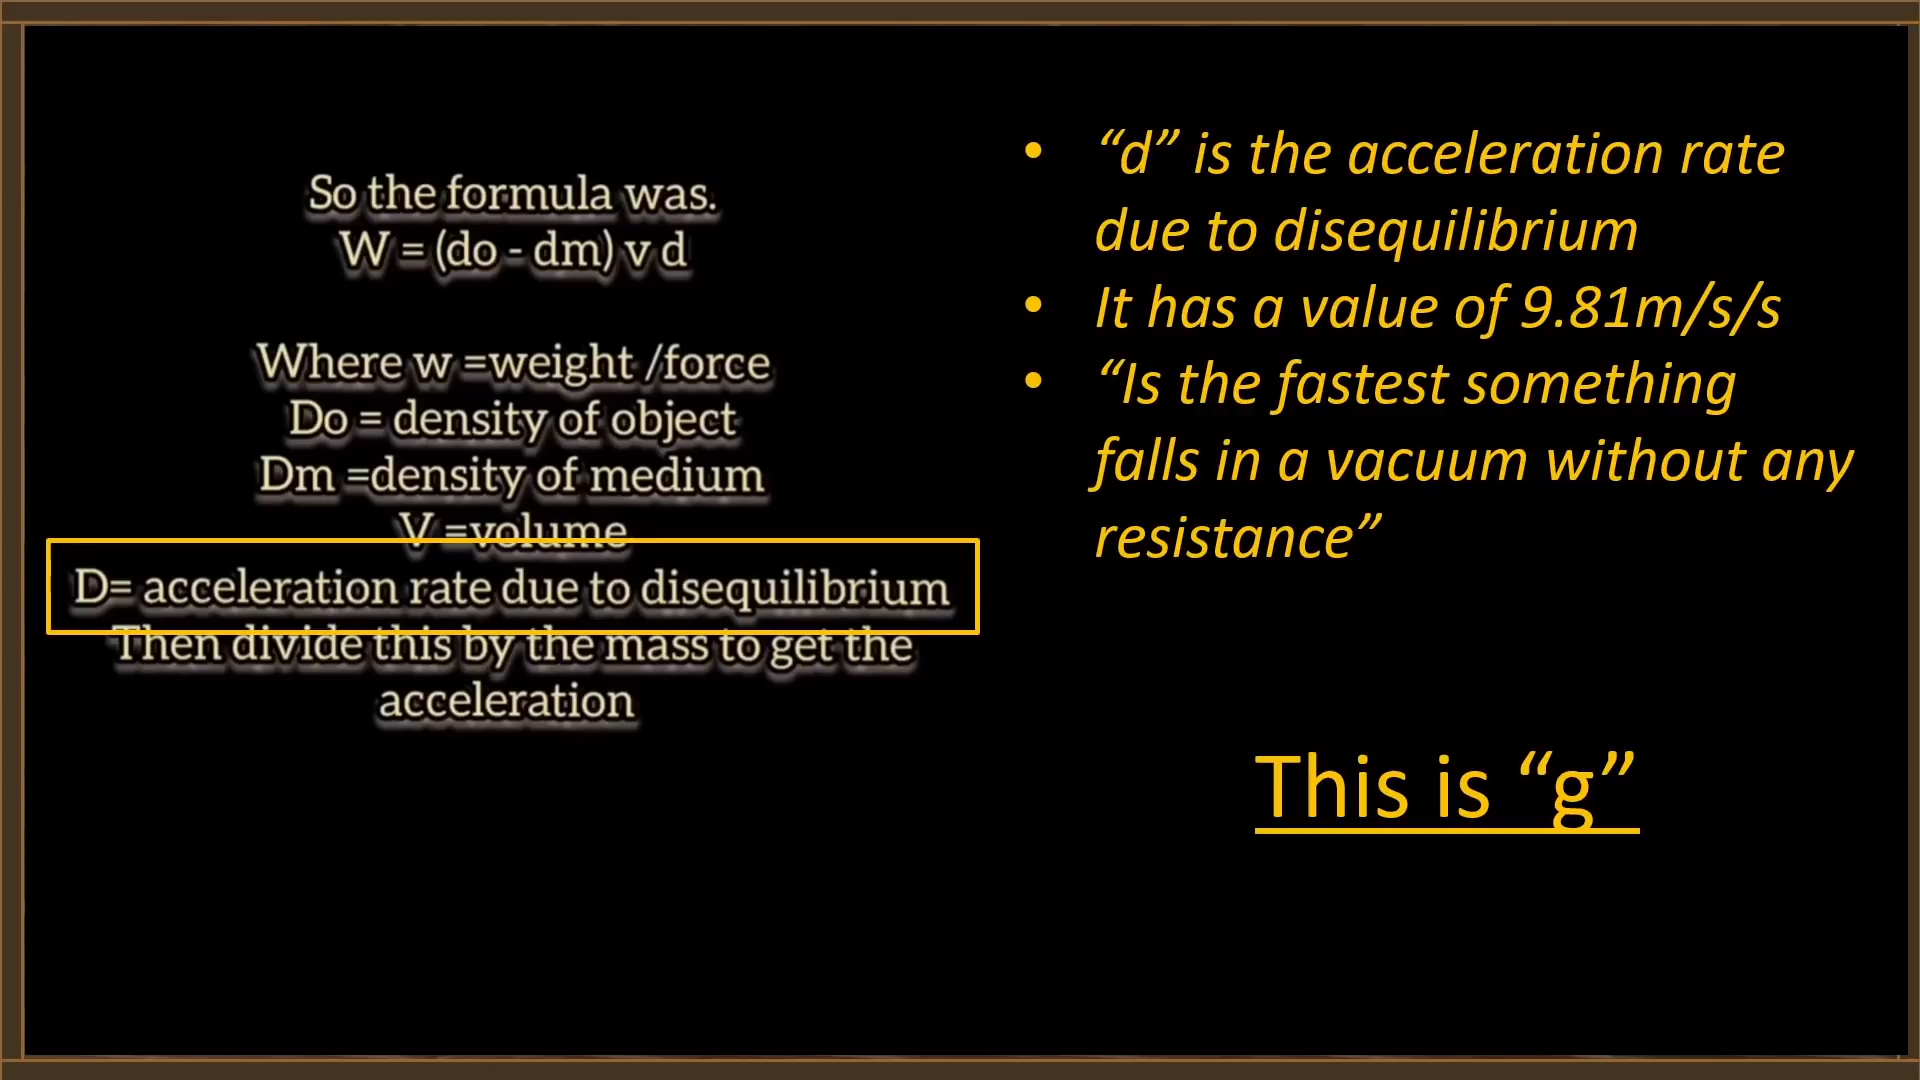 So the formula was.
W = (do - dm) v d
Where w =weight /force
Do = density of object
Dm =density of medium
V =volume
D= acceleration rate due to disequilibrium
Then divide this by the mass to get the
acceleration
• “d” is the acceleration rate
due to disequilibrium
• It has a value of 9.81m/s/s
• “Is the fastest something
falls in a vacuum without any
resistance”
This is “g”